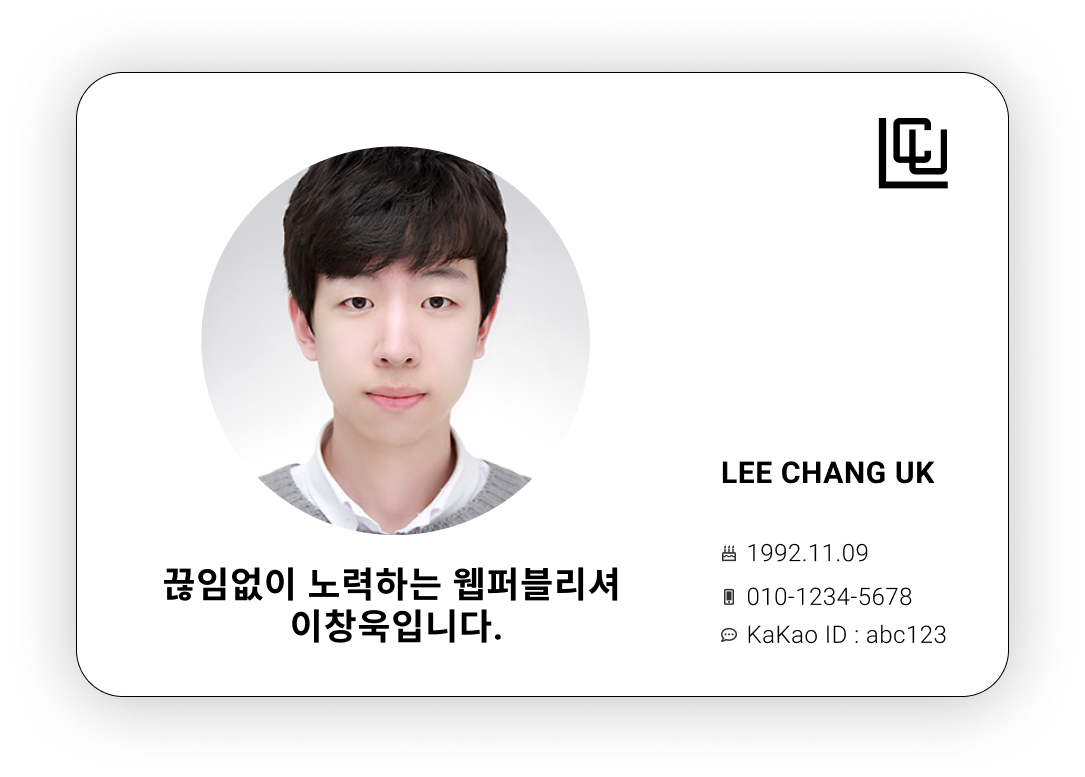 끊임없이 노력하는 웹퍼블리셔
이창욱입니다.
LCU
LEE CHANG UK
1992.11.09
010-1234-5678
KaKao ID : abc123